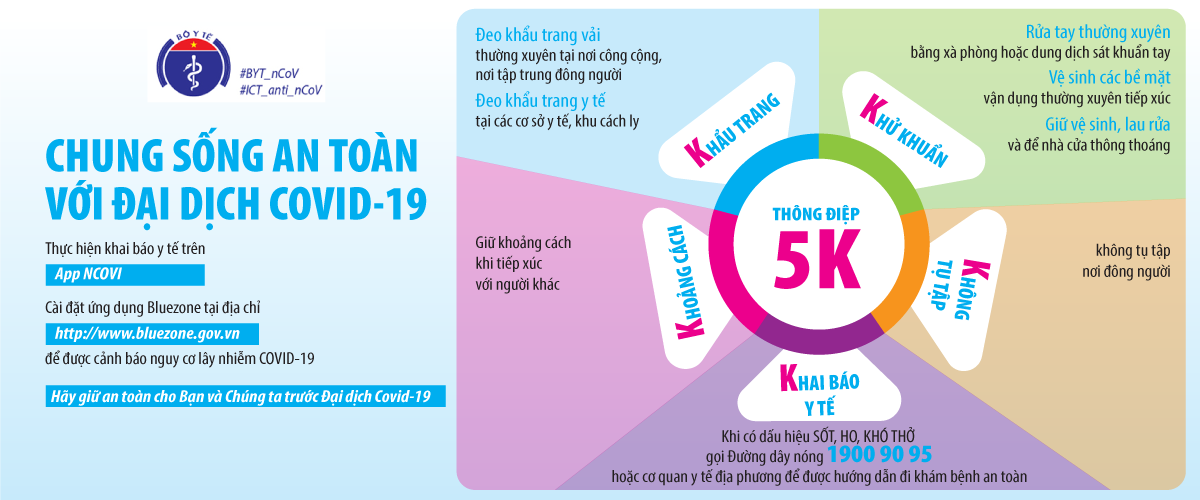 BỘ Y TẾ
#BYT_nCoV
#ICT_anti_nCoV
CHUNG SỐNG AN TOÀN
VỚI ĐẠI DỊCH COVID-19
Thực hiện khai báo y tế trên
App NCOVI
Cài đặt ứng dụng Bluezone tại địa chỉ
http://www.bluezone.gov.vn
để được cảnh báo nguy cơ lây nhiễm COVID-19
Hãy giữ an toàn cho Bạn và Chúng ta trước Đại dịch Covid-19
Đeo khẩu trang vải
thường xuyên tại nơi công cộng,
nơi tập trung đông người
Đeo khẩu trang y tế
tại các cơ sở y tế, khu cách ly
KHẨU TRANG
Rửa tay thường xuyên
bằng xà phòng hoặc dung dịch sát khuẩn tay
Vệ sinh các bề mặt
vận dụng thường xuyên tiếp xúc
Giữ vệ sinh, lau rửa
và để nhà cửa thông thoáng
KHỬ KHUẨN
THÔNG ĐIỆP
5K
Giữ khoảng cách
khi tiếp xúc
với người khác
KHOẢNG CÁCH
KHÔNG
TỤ TẬP
không tụ tập
nơi đông người
KHAI BÁO
Y TẾ
Khi có dấu hiệu SỐT, HO, KHÓ THỞ
gọi Đường dây nóng 1900 90 95
hoặc cơ quan y tế địa phương để được hướng dẫn đi khám bệnh an toàn